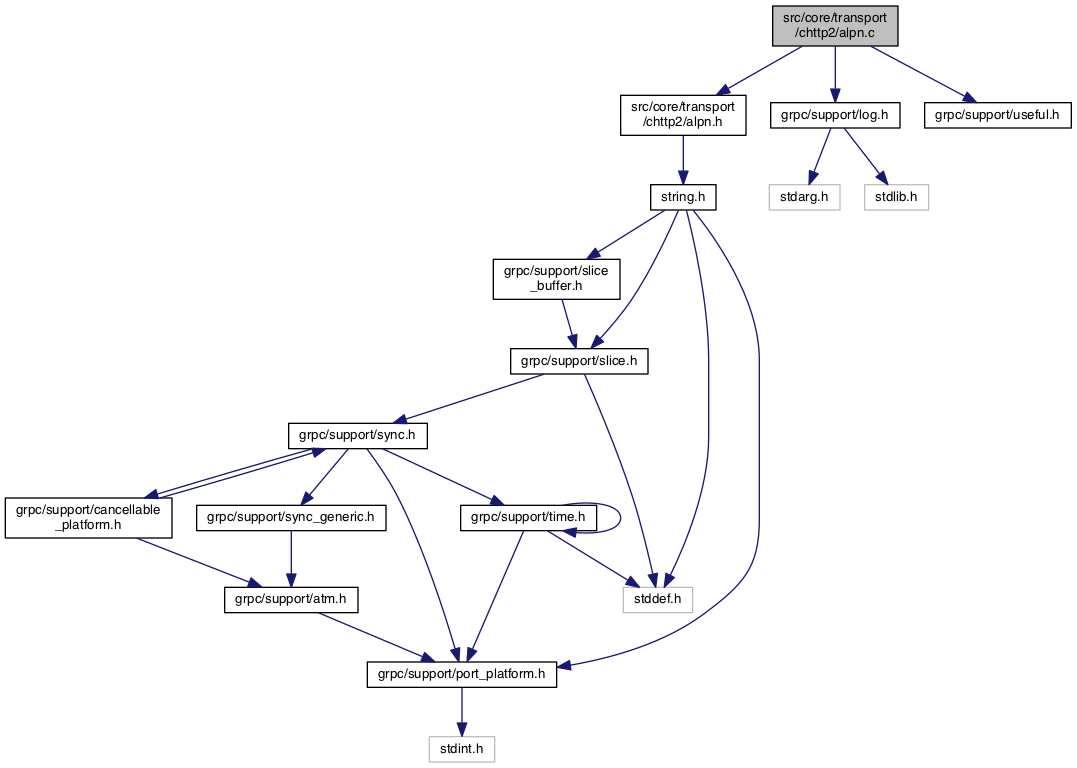 src/core/transport
/chttp2/alpn.c
src/core/transport
/chttp2/alpn.h
grpc/support/log.h
grpc/support/useful.h
string.h
stdarg.h
stdlib.h
grpc/support/slice
_buffer.h
grpc/support/slice.h
grpc/support/sync.h
grpc/support/cancellable
_platform.h
grpc/support/sync_generic.h
grpc/support/time.h
grpc/support/atm.h
stddef.h
grpc/support/port_platform.h
stdint.h